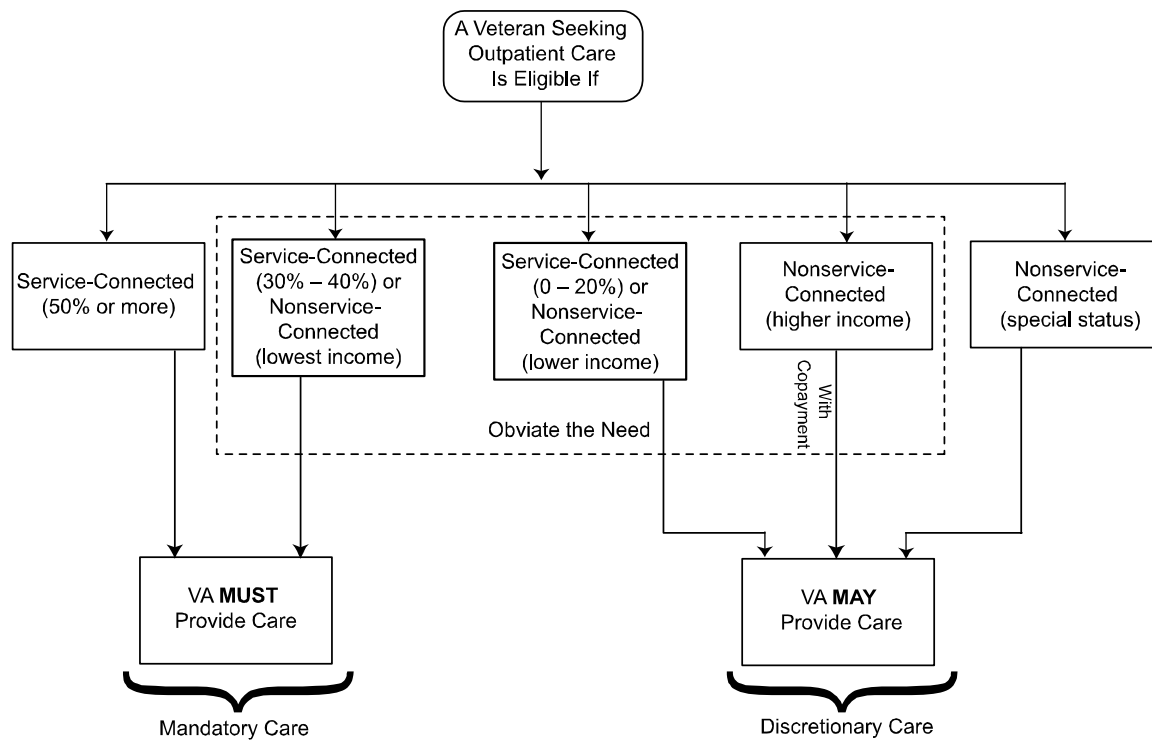 A Veteran Seeking
Outpatient Care
Is Eligible If
Service-Connected
(50% or more)
Service-Connected
(30% – 40%) or
Nonservice-
Connected
(lowest income)
Service-Connected
(0 – 20%) or
Nonservice-
Connected
(lower income)
Nonservice-
Connected
(higher income)
Nonservice-
Connected
(special status)
With
Copayment
Obviate the Need
VA MUST
Provide Care
VA MAY
Provide Care
Mandatory Care
Discretionary Care